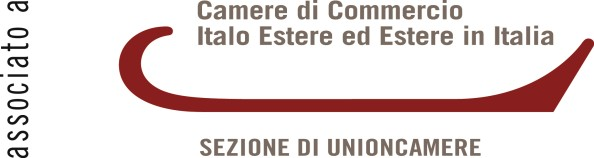 associato a
Camere di Commercio
Italo Estere ed Estere in Italia
SEZIONE DI UNIONCAMERE